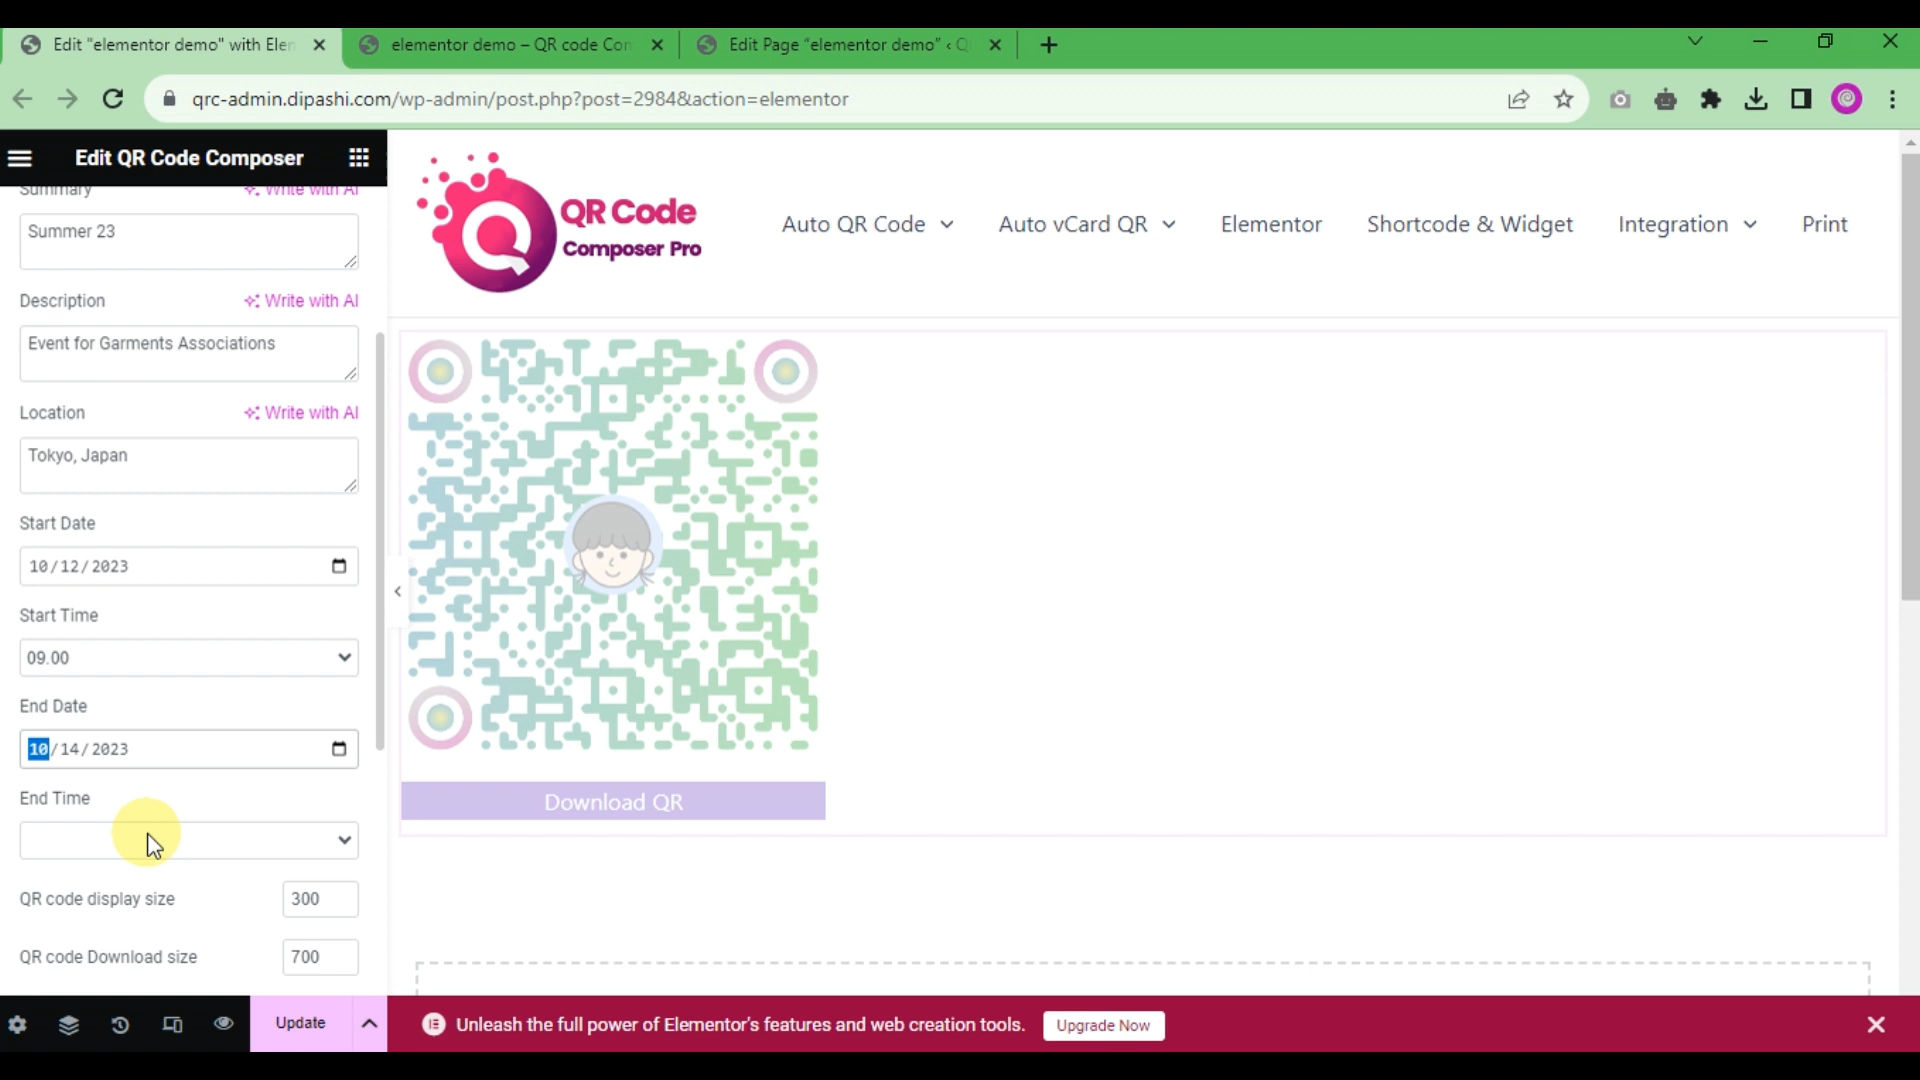 Edit "elementor demo" with Eler
elementor demo – QR code Con
Edit Page "elementor demo" ‹ Q
qrc-admin.dipashi.com/wp-admin/post.php?post=2984&action=elementor
Edit QR Code Composer
Summary
Write with AI
Summer 23
Description
Write with AI
Event for Garments Associations
Location
Write with AI
Tokyo, Japan
Start Date
10/12/2023
Start Time
09.00
End Date
10/14/2023
End Time
QR code display size
300
QR code Download size
700
Update
QR Code
Composer Pro
Auto QR Code
Auto vCard QR
Elementor
Shortcode & Widget
Integration
Print
Download QR
Unleash the full power of Elementor's features and web creation tools.
Upgrade Now